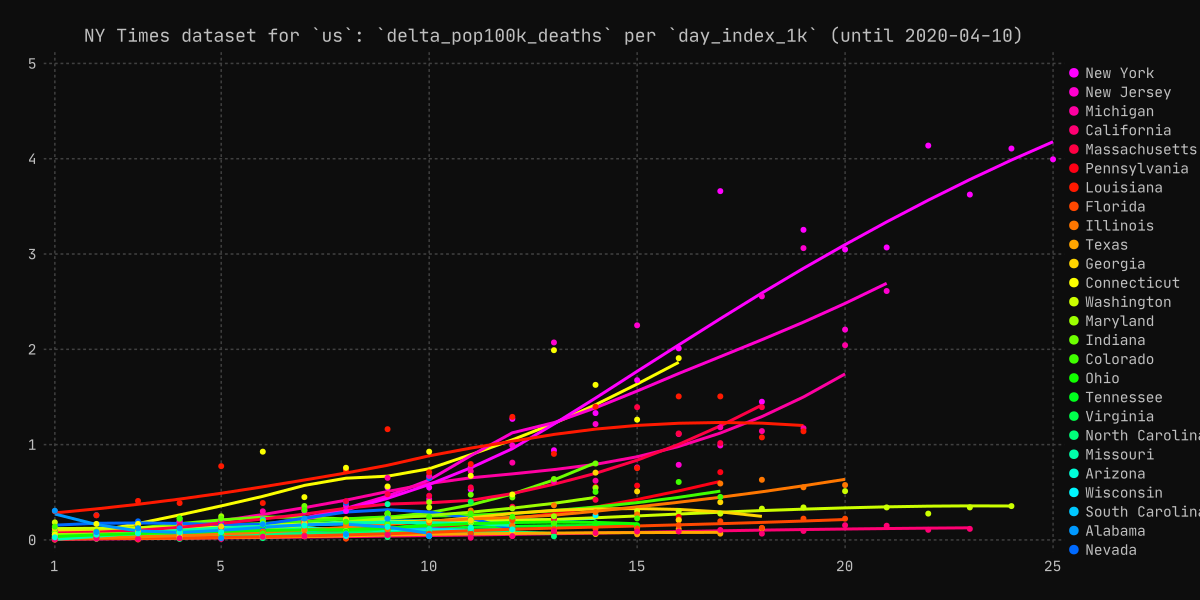 NY Times dataset for `us`: `delta_pop100k_deaths` per `day_index_1k` (until 2020-04-10)
5
4
3
2
1
0
1
5
10
15
20
25
New York
New Jersey
Michigan
California
Massachusetts
Pennsylvania
Louisiana
Florida
Illinois
Texas
Georgia
Connecticut
Washington
Maryland
Indiana
Colorado
Ohio
Tennessee
Virginia
North Carolina
Missouri
Arizona
Wisconsin
South Carolina
Alabama
Nevada